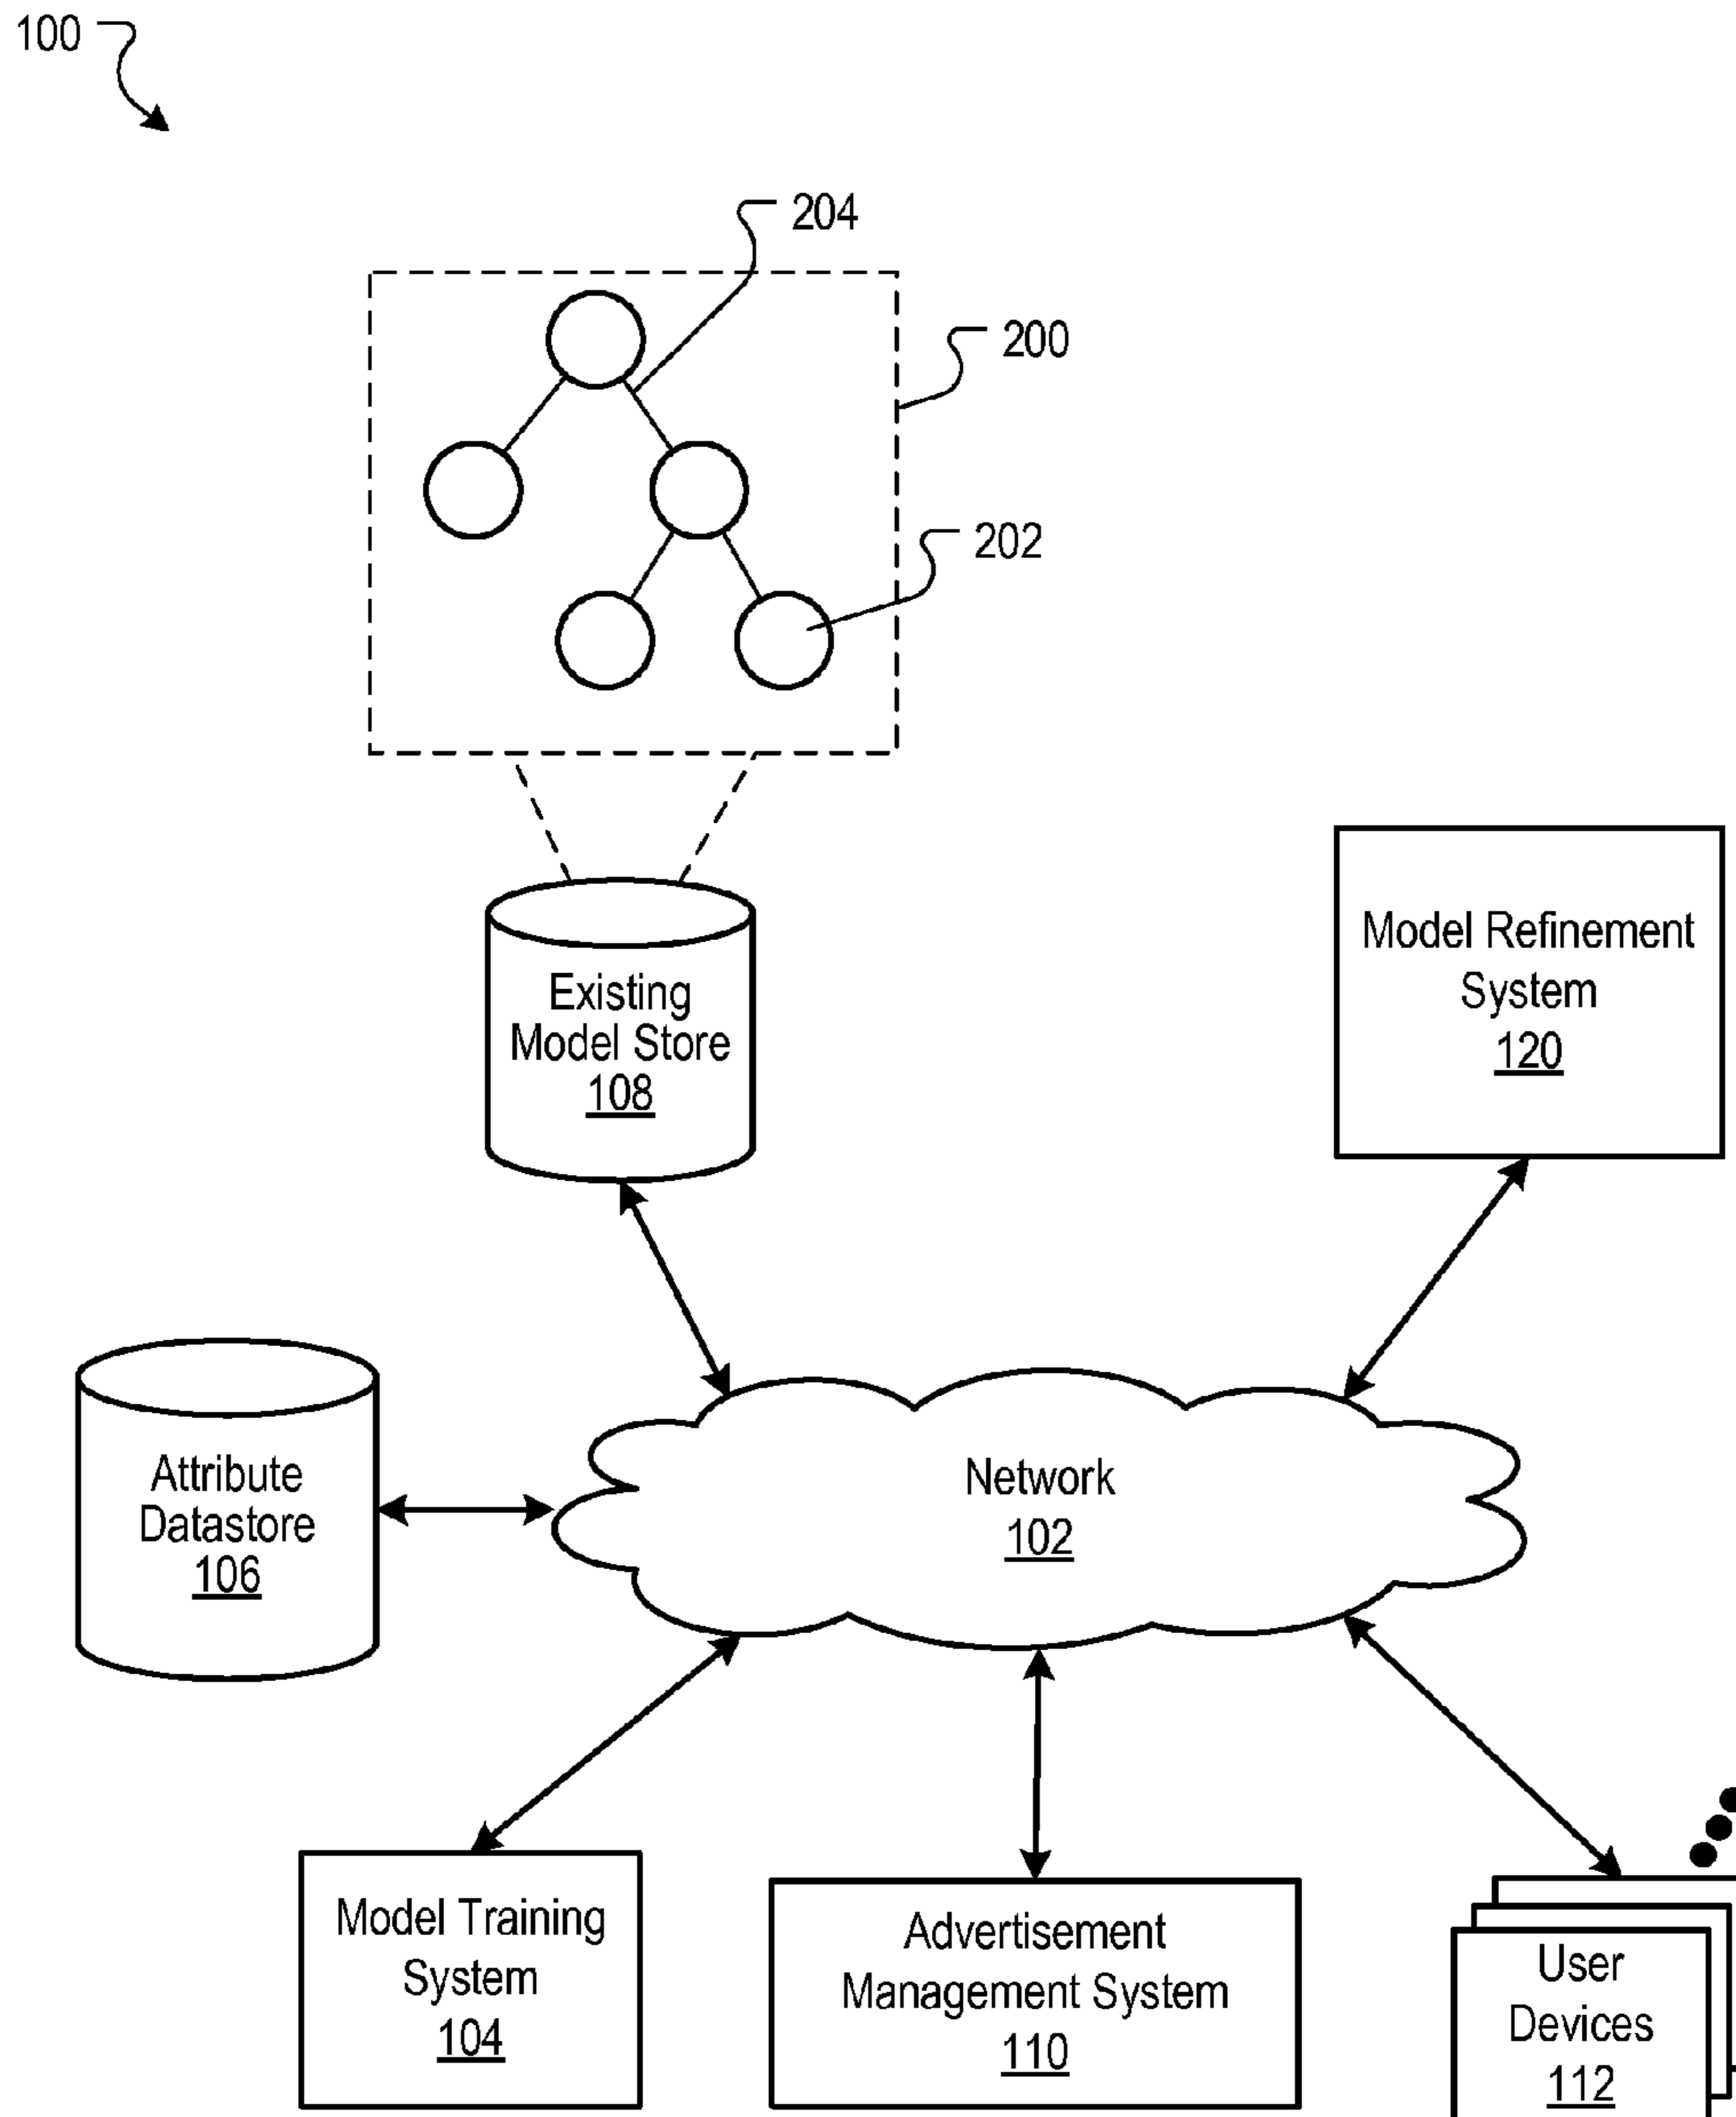 100
204
200
202
Existing
Model Store
108
Model Refinement
System
120
Attribute
Datastore
106
Network
102
Model Training
System
104
Advertisement
Management System
110
User
Devices
112